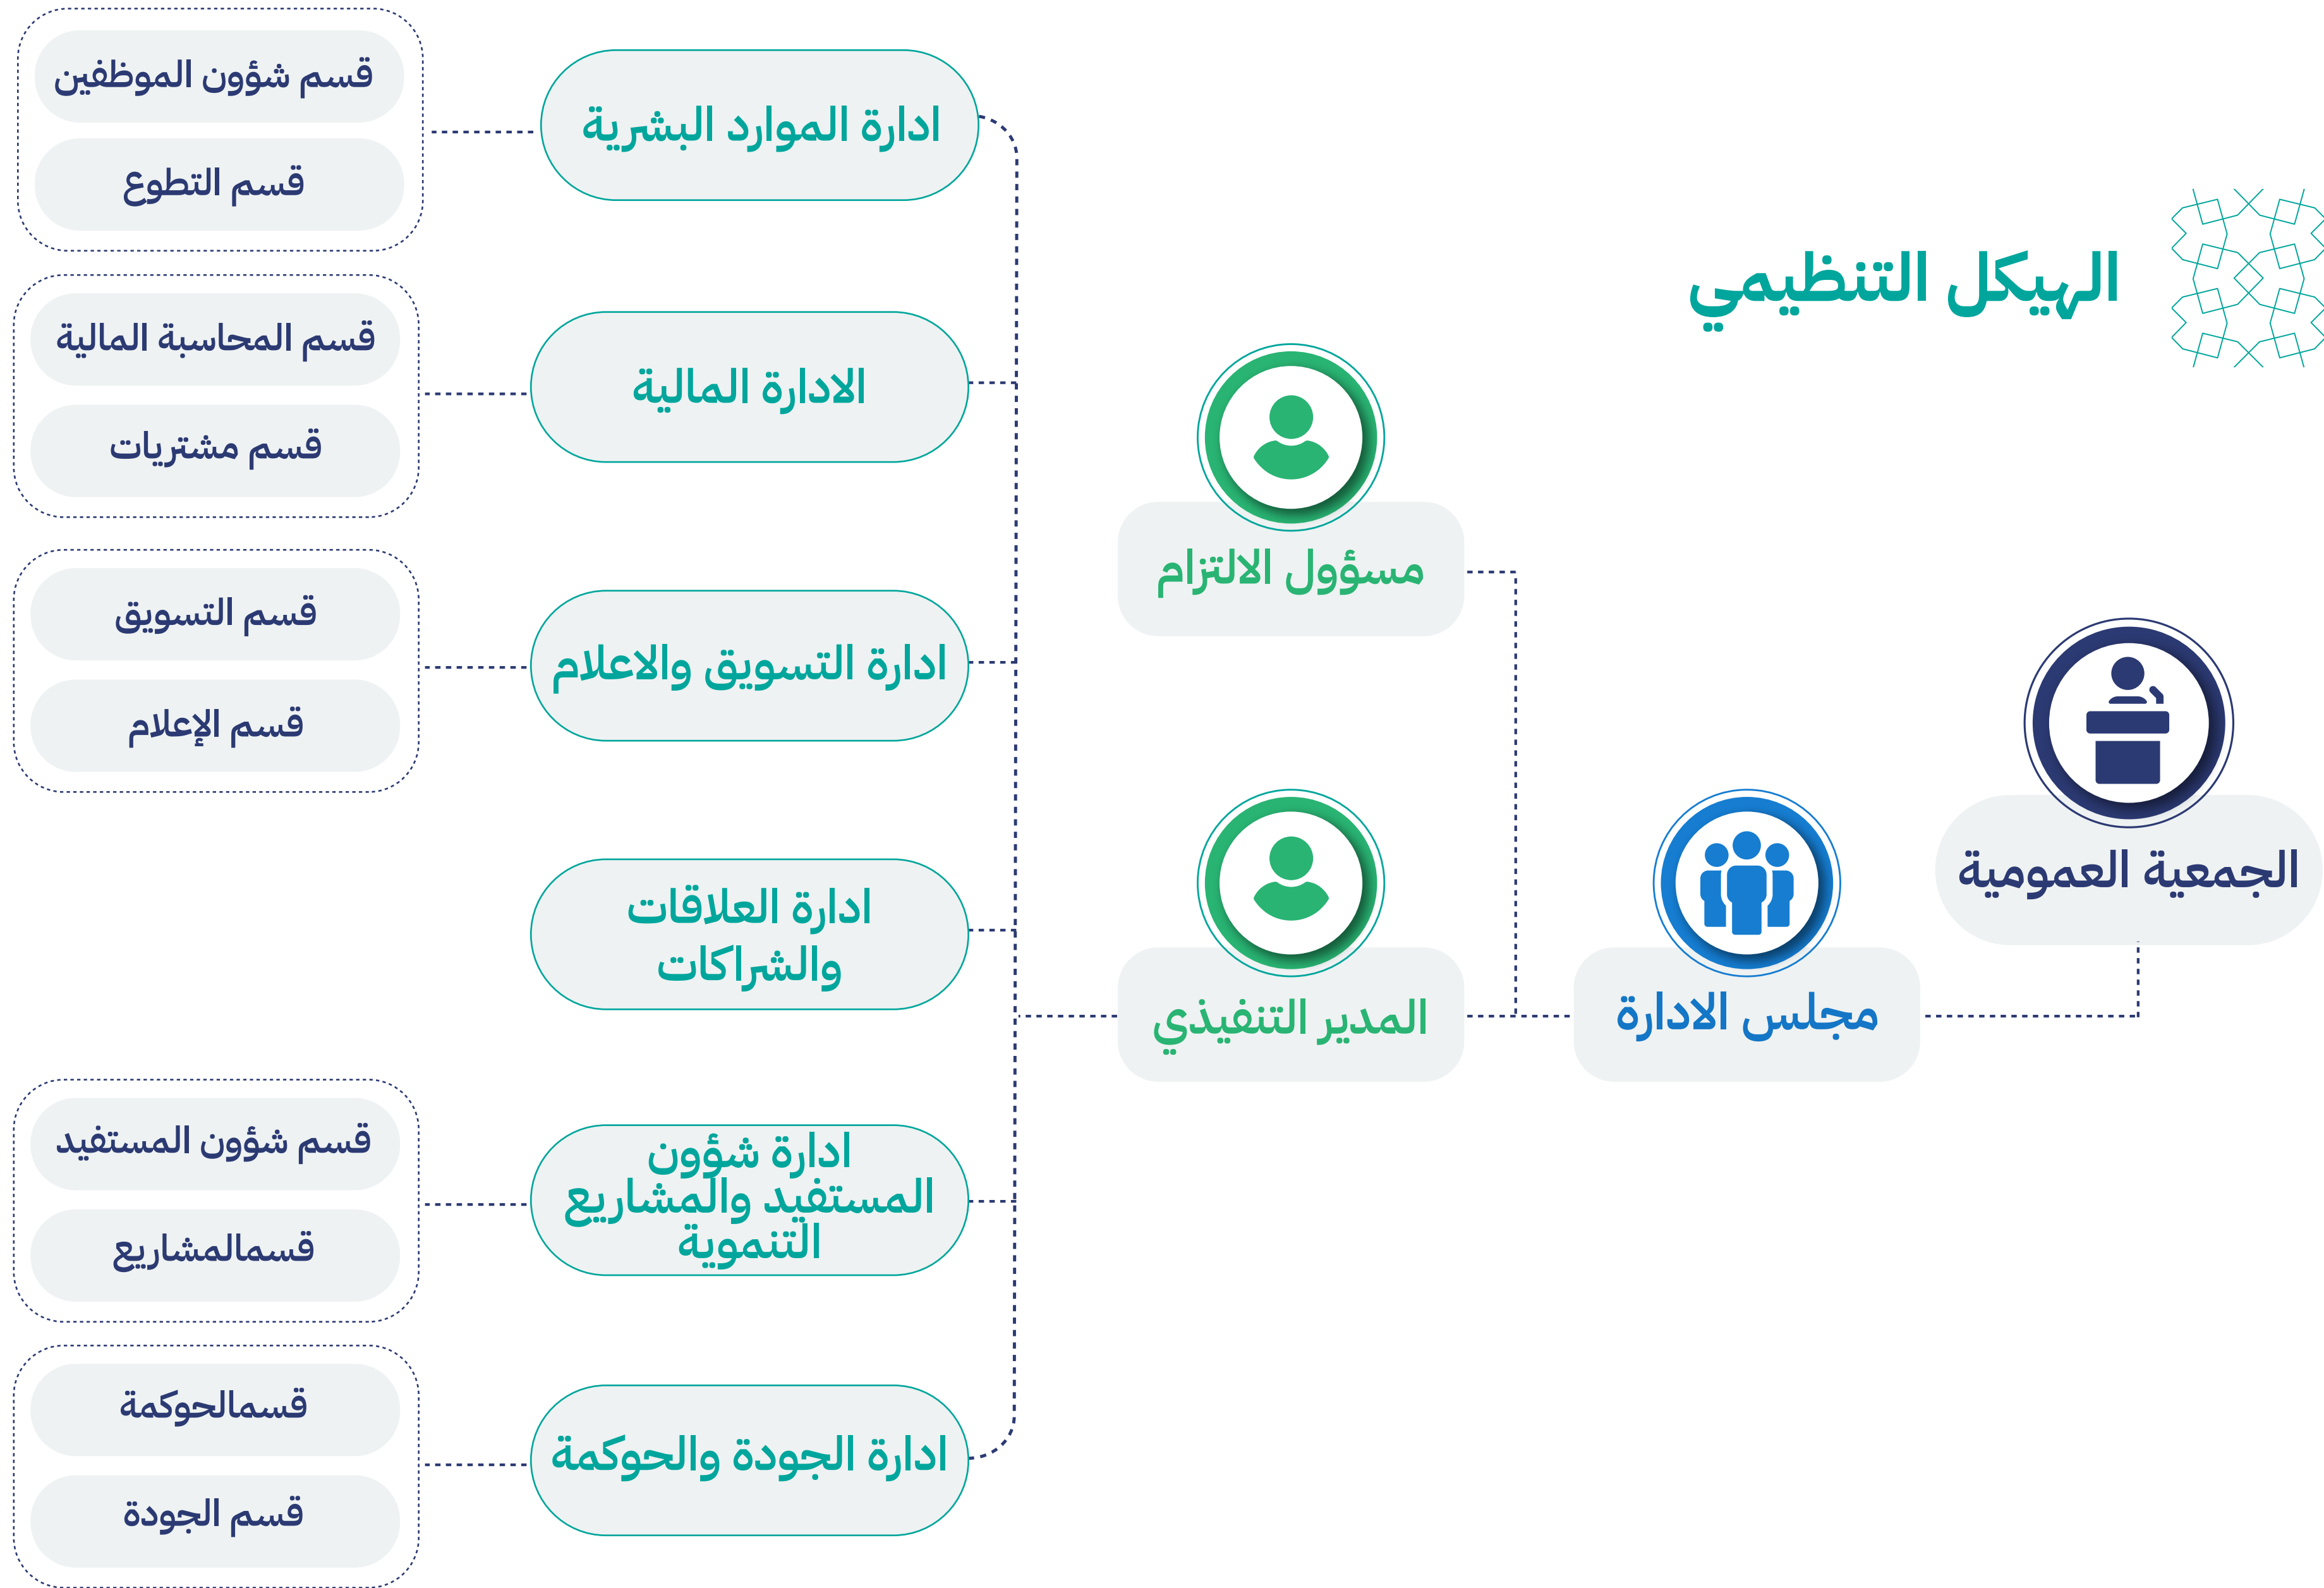 الهيكل التنظيمي
الجمعية العمومية
مجلس الادارة
مسؤول الالتزام
المدير التنفيذي
ادارة الموارد البشرية
قسم شؤون الموظفين
قسم التطوع
الادارة المالية
قسم المحاسبة المالية
قسم مشتريات
ادارة التسويق والاعلام
قسم التسويق
قسم الإعلام
ادارة العلاقات
والشراكات
ادارة شؤون
المستفيد والمشاريع
التنموية
قسم شؤون المستفيد
قسمالمشاريع
ادارة الجودة والحوكمة
قسمالحوكمة
قسم الجودة